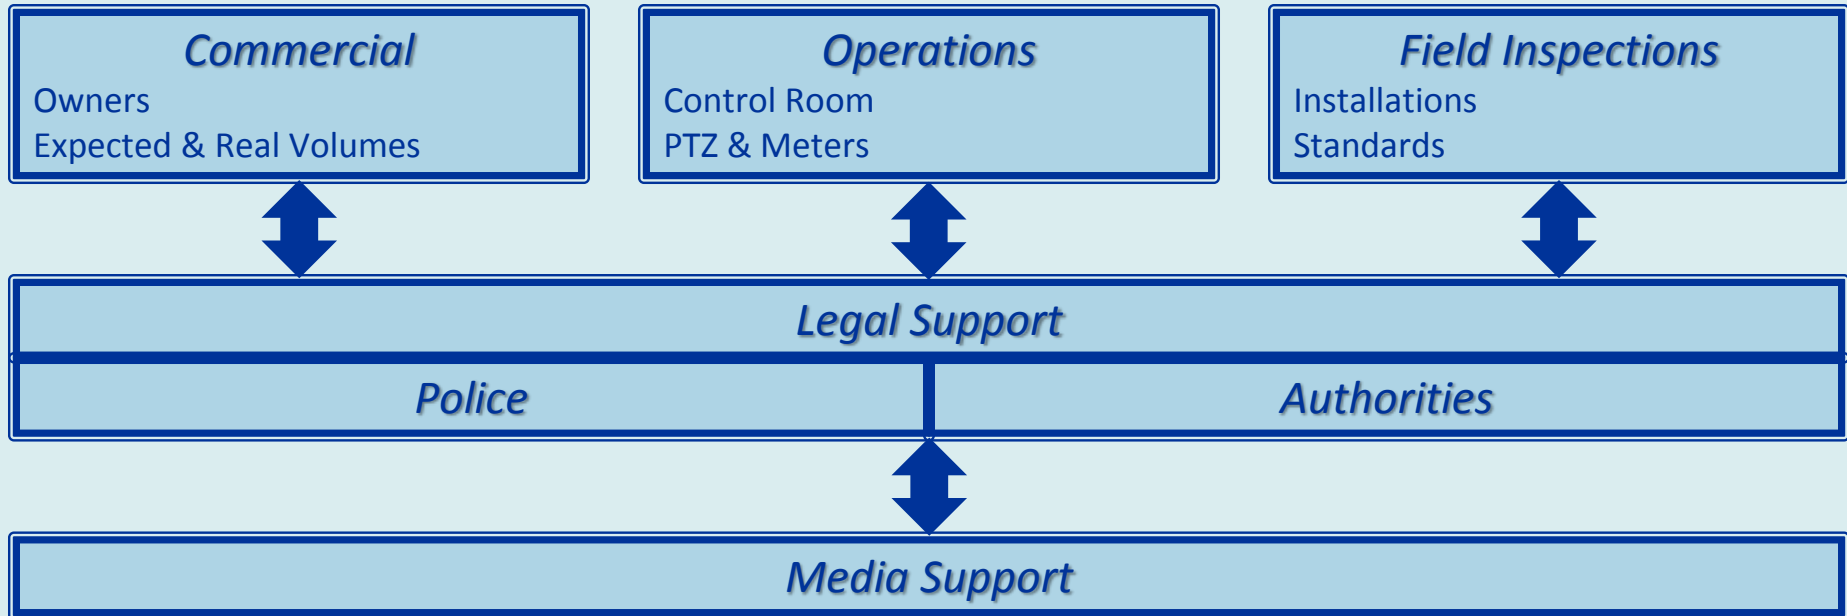 Commercial
Owners
Expected & Real Volumes
Operations
Control Room
PTZ & Meters
Field Inspections
Installations
Standards
Legal Support
Police
Authorities
Media Support